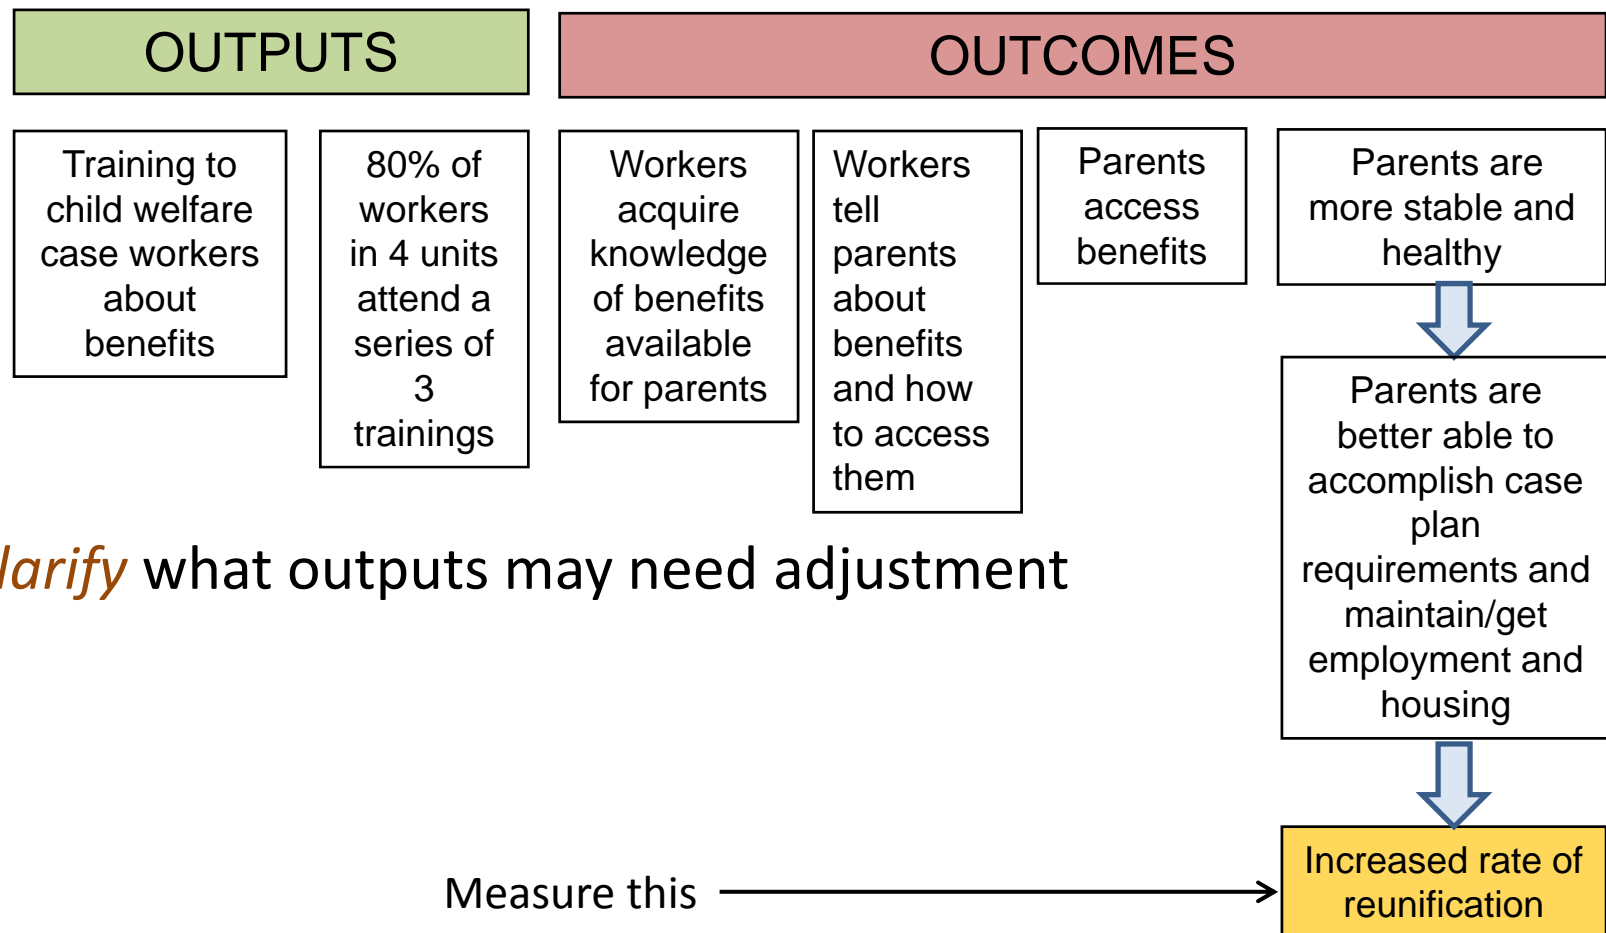 OUTPUTS
OUTCOMES
Training to
child welfare
case workers
about
benefits
80% of
workers
in 4 units
attend a
series of
3
trainings
Workers
acquire
knowledge
of benefits
available
for parents
Workers
tell
parents
about
benefits
and how
to access
them
Parents
access
benefits
Parents are
more stable and
healthy
Parents are
better able to
accomplish case
plan
requirements and
maintain/get
employment and
housing
larify what outputs may need adjustment
Measure this
Increased rate of
reunification